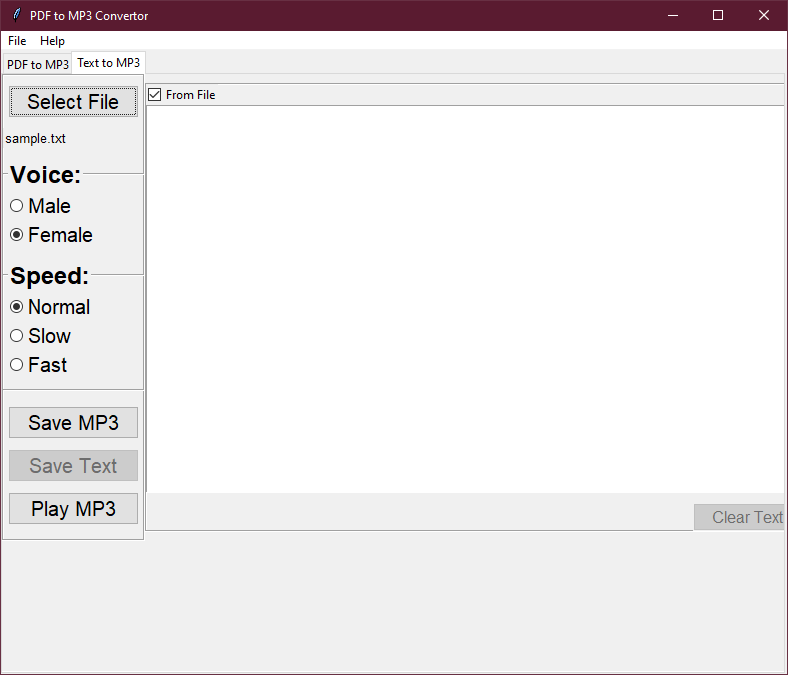 PDF to MP3 Convertor
File Help
PDF to MP3 Text to MP3
Select File
From File
sample.txt
Voice:
Male
Female
Speed:
Normal
Slow
Fast
Save MP3
Save Text
Play MP3
Clear Text